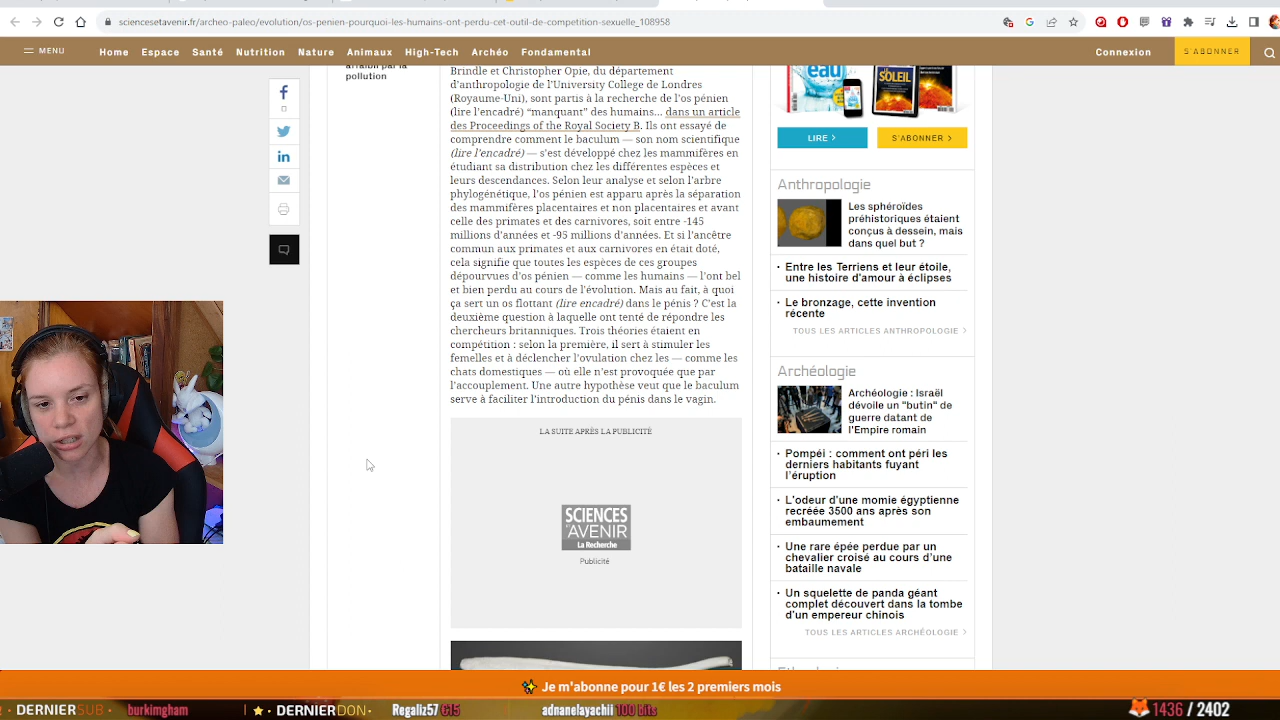 sciencesetavenir.fr/archeo-paleo/evolution/os-penien-pourquoi-les-humains-ont-perdu-cet-outil-de-competition-sexuelle_108958
MENU
Home Espace Santé Nutrition Nature Animaux High-Tech Archéo Fondamental
Connexion
S'ABONNER
pollution
Brindle et Christopher Opie, du département
d'anthropologie de l'University College de Londres
(Royaume-Uni), sont partis à la recherche de l'os pénien
(lire l'encadré) “manquant” des humains... dans un article
des Proceedings of the Royal Society B. Ils ont essayé de
comprendre comment le baculum — son nom scientifique
(lire l'encadré) — s'est développé chez les mammifères en
étudiant sa distribution chez les différentes espèces et
leurs descendances. Selon leur analyse et selon l'arbre
phylogénétique, l'os pénien est apparu après la séparation
des mammifères placentaires et non placentaires et avant
celle des primates et des carnivores, soit entre -145
millions d'années et -95 millions d'années. Et si l'ancêtre
commun aux primates et aux carnivores en était doté,
cela signifie que toutes les espèces de ces groupes
dépourvues d'os pénien — comme les humains — l'ont bel
et bien perdu au cours de l'évolution. Mais au fait, à quoi
ça sert un os flottant (lire encadré) dans le pénis ? C'est la
deuxième question à laquelle ont tenté de répondre les
chercheurs britanniques. Trois théories étaient en
compétition : selon la première, il sert à stimuler les
femelles et à déclencher l'ovulation chez les — comme les
chats domestiques — où elle n'est provoquée que par
l'accouplement. Une autre hypothèse veut que le baculum
serve à faciliter l'introduction du pénis dans le vagin.
LA SUITE APRÈS LA PUBLICITÉ
SCIENCES
AVENIR
La Recherche
Publicité
eau
LE SOLEIL
LIRE >
S'ABONNER >
Anthropologie
Les sphéroïdes
préhistoriques étaient
conçus à dessein, mais
dans quel but ?
· Entre les Terriens et leur étoile,
une histoire d'amour à éclipses
· Le bronzage, cette invention
récente
TOUS LES ARTICLES ANTHROPOLOGIE >
Archéologie
Archéologie : Israël
dévoile un "butin" de
guerre datant de
l'Empire romain
· Pompéi : comment ont péri les
derniers habitants fuyant
l'éruption
· L'odeur d'une momie égyptienne
recréée 3500 ans après son
embaumement
· Une rare épée perdue par un
chevalier croisé au cours d'une
bataille navale
· Un squelette de panda géant
complet découvert dans la tombe
d'un empereur chinois
TOUS LES ARTICLES ARCHÉOLOGIE >
Je m'abonne pour 1€ les 2 premiers mois
· DERNIERSUB · burkimgham | ★ · DERNIERDON · Regaliz57 €15 adnanelayachii 100 bits
1436 / 2402